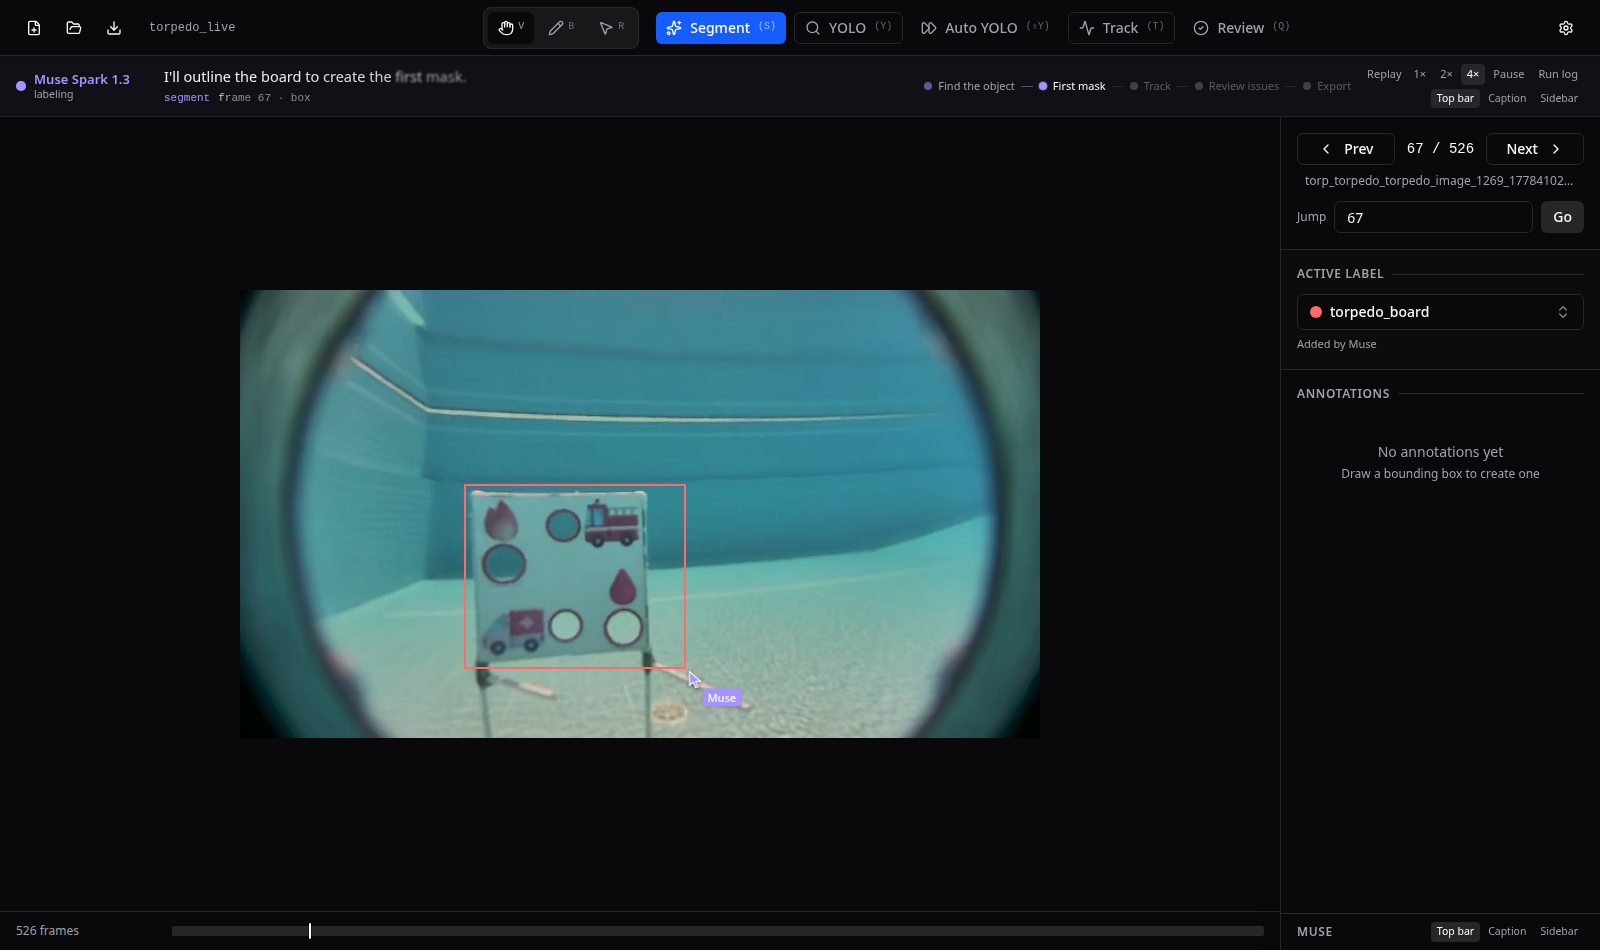 torpedo_live
V
B
R
Segment (S)
YOLO (Y)
Auto YOLO (⇧Y)
Track (T)
Review (Q)
Muse Spark 1.3
labeling
I'll outline the board to create the first mask.
segment frame 67 · box
Find the object
First mask
Track
Review issues
Export
Replay 1× 2× 4× Pause Run log
Top bar Caption Sidebar
Prev
67 / 526
Next
torp_torpedo_torpedo_image_1269_17784102...
Jump 67 Go
ACTIVE LABEL
torpedo_board
Added by Muse
ANNOTATIONS
No annotations yet
Draw a bounding box to create one
Muse
526 frames
MUSE Top bar Caption Sidebar